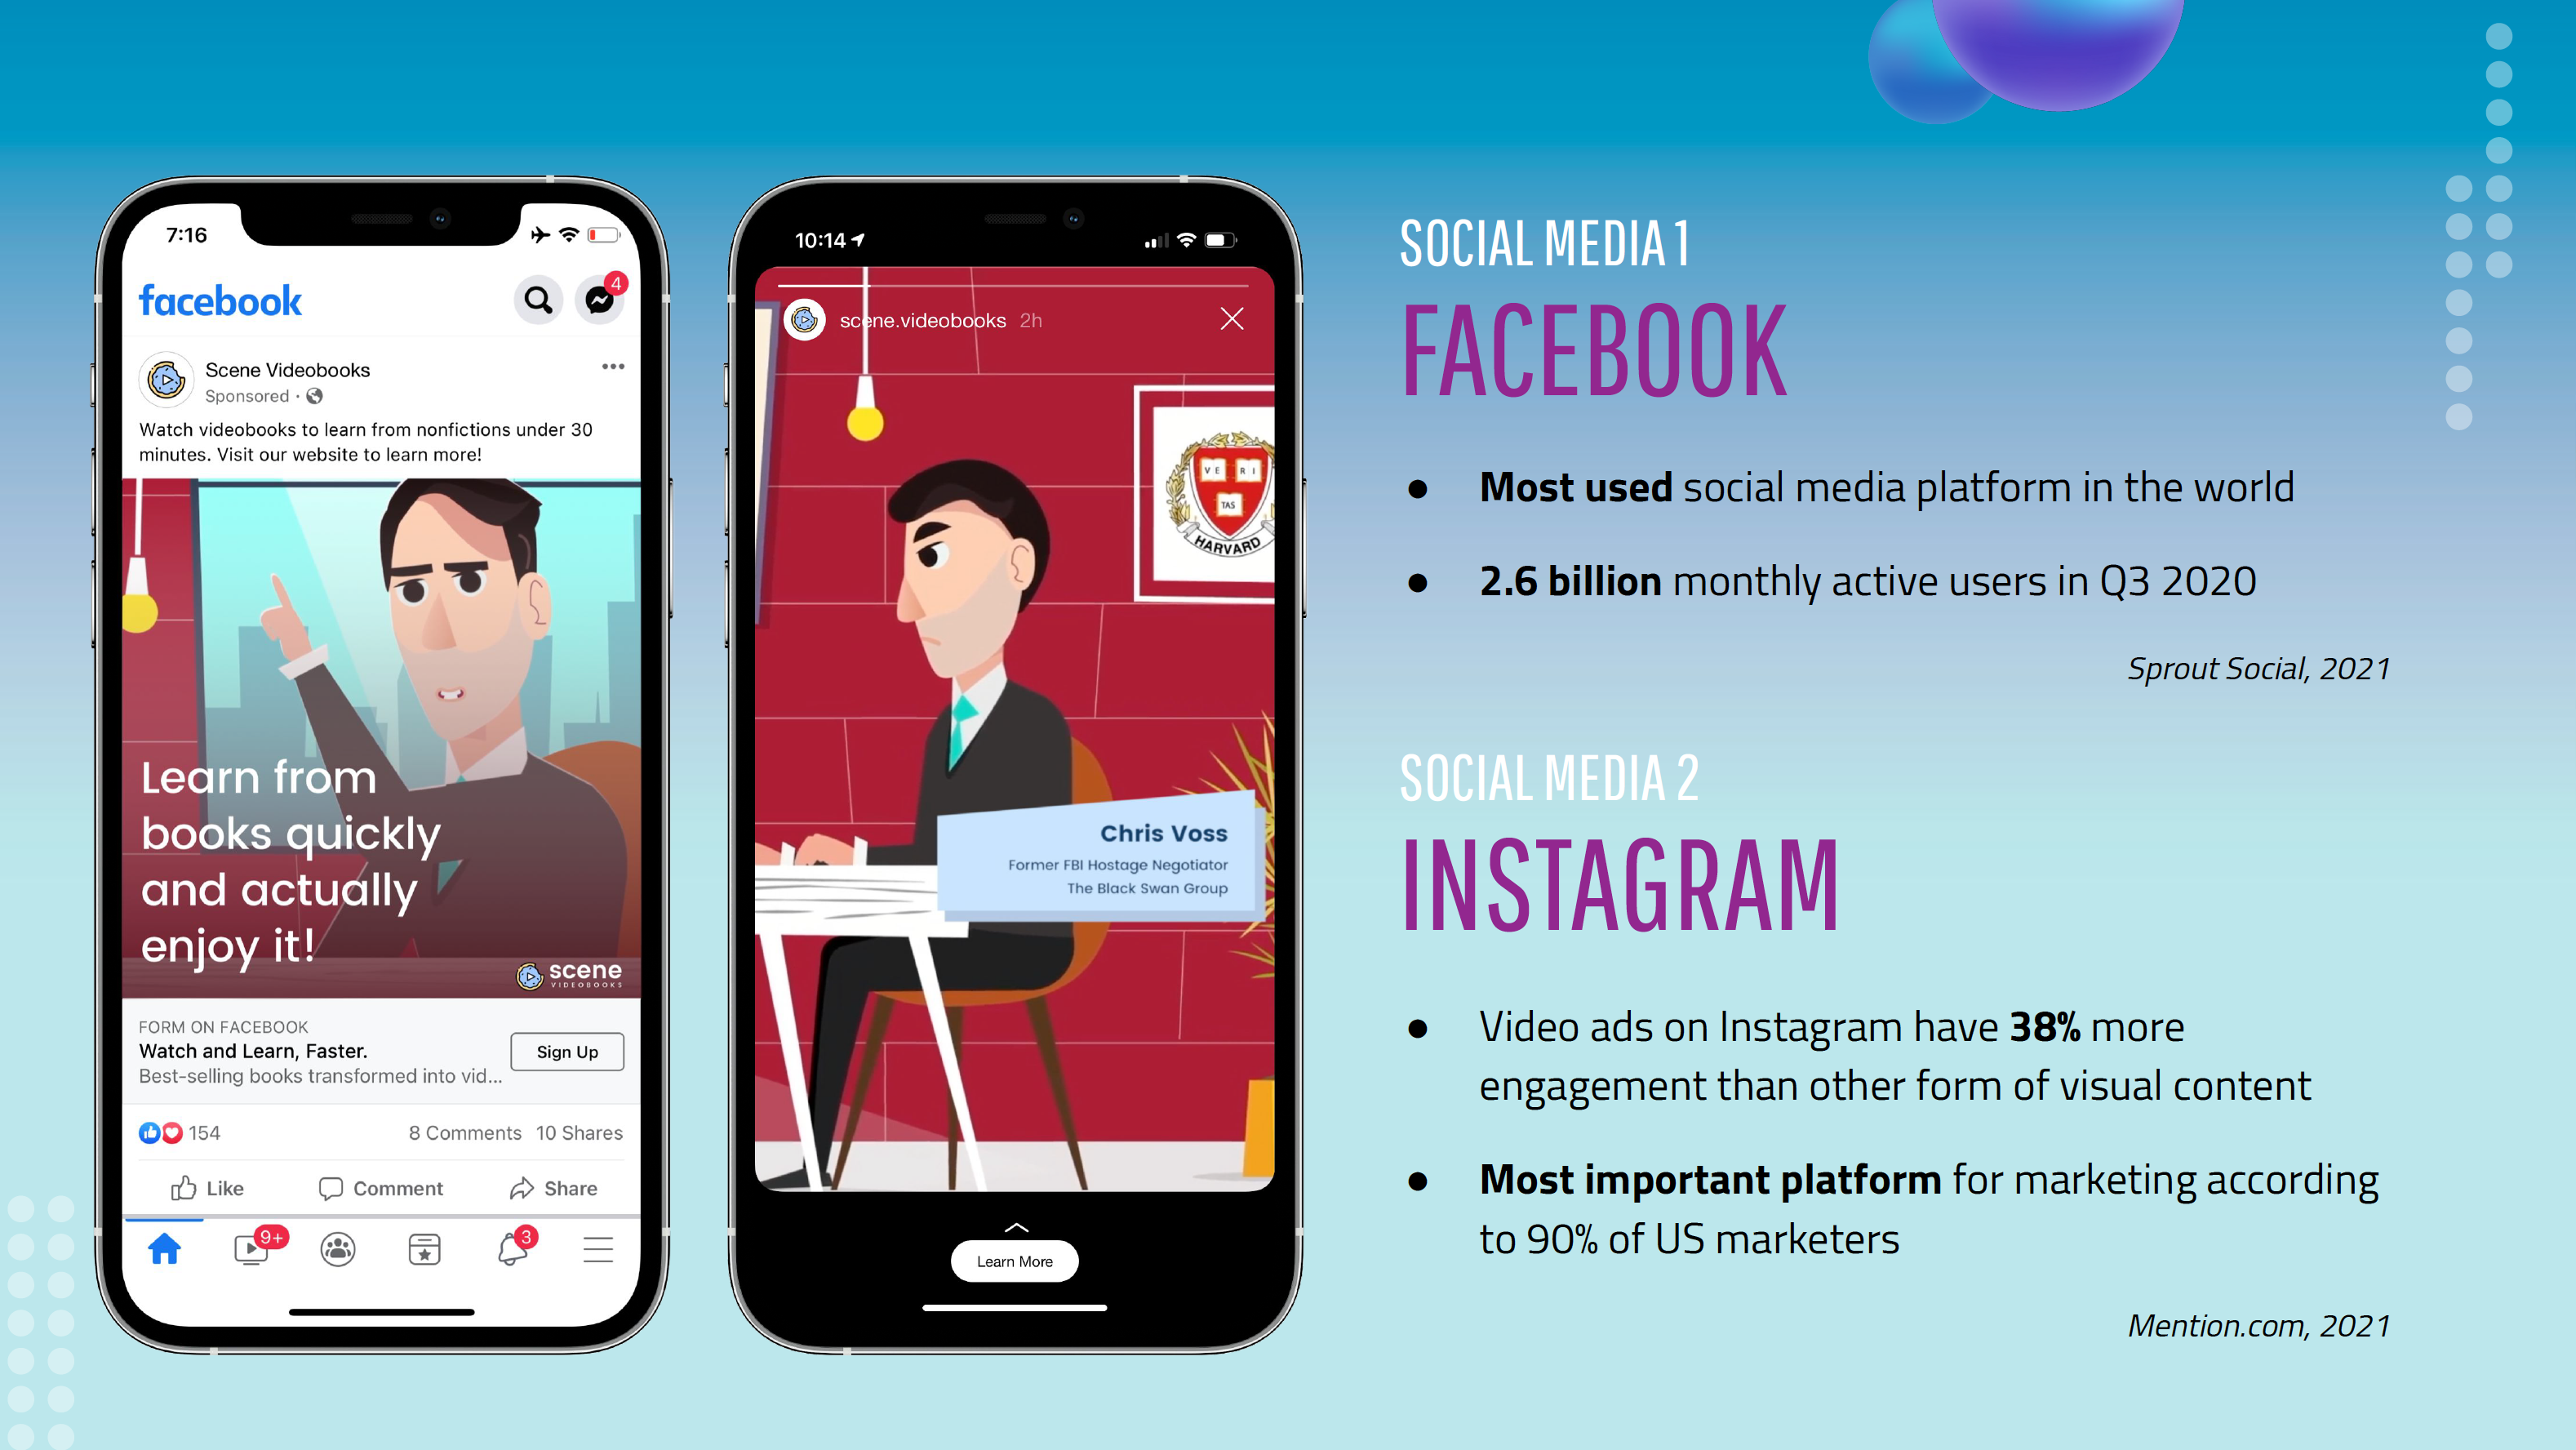 7:16
facebook
4
Scene Videobooks
Sponsored ·
Watch videobooks to learn from nonfictions under 30
minutes. Visit our website to learn more!
Learn from
books quickly
and actually
enjoy it!
scene
VIDEOBOOKS
FORM ON FACEBOOK
Watch and Learn, Faster.
Best-selling books transformed into vid...
Sign Up
154
8 Comments 10 Shares
Like Comment Share
9+
3
10:14
scene.videobooks 2h
VE RI
TAS
HARVARD
Chris Voss
Former FBI Hostage Negotiator
The Black Swan Group
Learn More
SOCIAL MEDIA 1
FACEBOOK
● Most used social media platform in the world
● 2.6 billion monthly active users in Q3 2020
Sprout Social, 2021
SOCIAL MEDIA 2
INSTAGRAM
● Video ads on Instagram have 38% more
engagement than other form of visual content
● Most important platform for marketing according
to 90% of US marketers
Mention.com, 2021